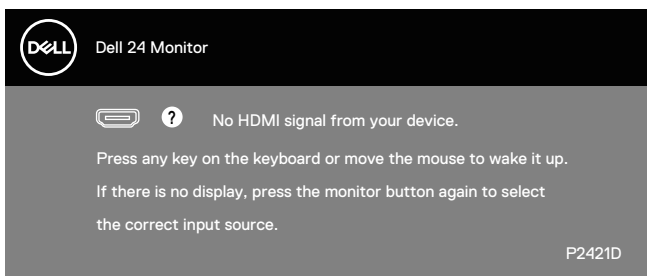 DELL
Dell 24 Monitor
?
No HDMI signal from your device.
Press any key on the keyboard or move the mouse to wake it up.
If there is no display, press the monitor button again to select
the correct input source.
P2421D